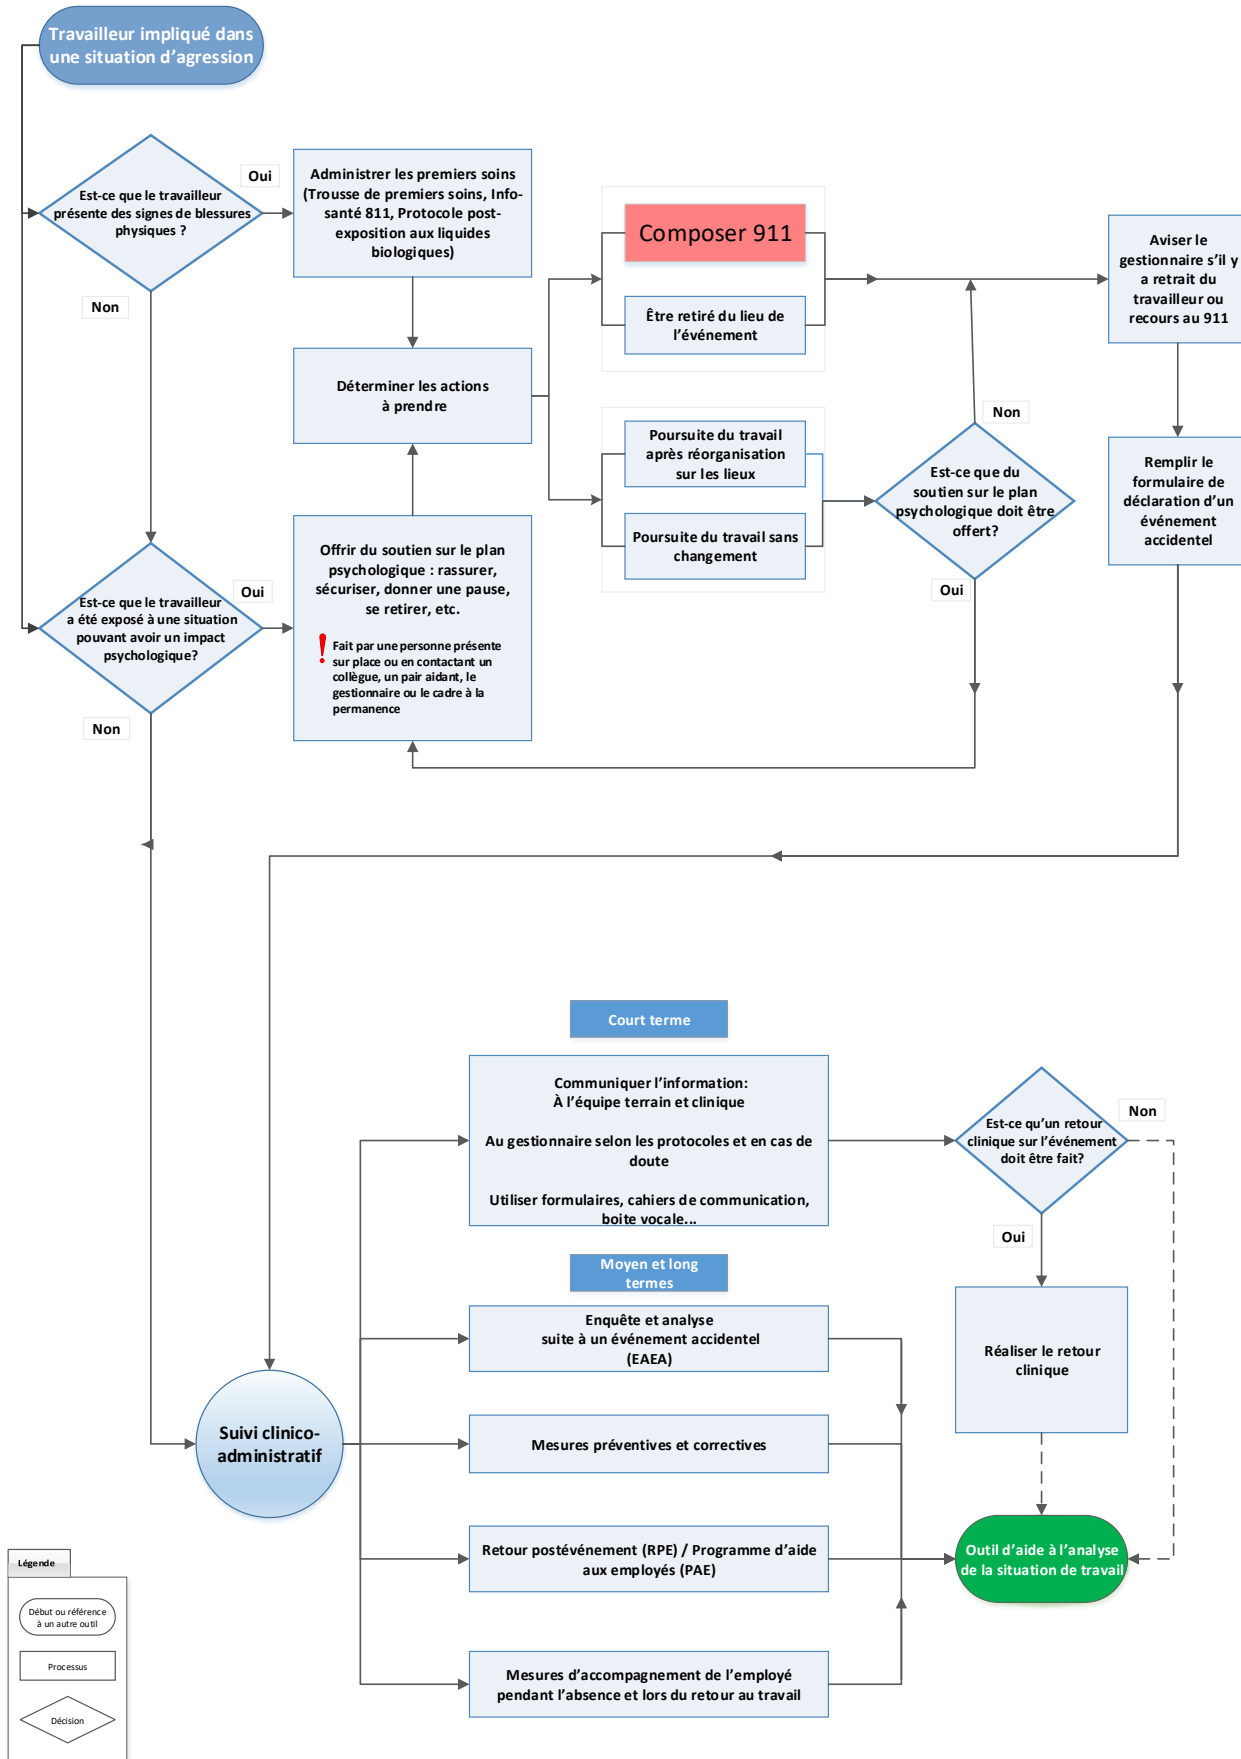 Travailleur impliqué dans
une situation d'agression
Est-ce que le travailleur
présente des signes de blessures
physiques ?
Oui
Non
Administrer les premiers soins
(Trousse de premiers soins, Info-
santé 811, Protocole post-
exposition aux liquides
biologiques)
Composer 911
Être retiré du lieu de
l'événement
Aviser le
gestionnaire s'il y
a retrait du
travailleur ou
recours au 911
Déterminer les actions
à prendre
Poursuite du travail
après réorganisation
sur les lieux
Poursuite du travail sans
changement
Non
Est-ce que du
soutien sur le plan
psychologique doit être
offert?
Oui
Remplir le
formulaire de
déclaration d'un
événement
accidentel
Est-ce que le travailleur
a été exposé à une situation
pouvant avoir un impact
psychologique?
Oui
Non
Offrir du soutien sur le plan
psychologique : rassurer,
sécuriser, donner une pause,
se retirer, etc.
! Fait par une personne présente
sur place ou en contactant un
collègue, un pair aidant, le
gestionnaire ou le cadre à la
permanence
Court terme
Communiquer l'information:
À l'équipe terrain et clinique
Au gestionnaire selon les protocoles et en cas de
doute
Utiliser formulaires, cahiers de communication,
boite vocale...
Est-ce qu'un retour
clinique sur l'événement
doit être fait?
Non
Oui
Réaliser le retour
clinique
Moyen et long
termes
Enquête et analyse
suite à un événement accidentel
(EAEA)
Suivi clinico-
administratif
Mesures préventives et correctives
Retour postévénement (RPE) / Programme d'aide
aux employés (PAE)
Mesures d'accompagnement de l'employé
pendant l'absence et lors du retour au travail
Outil d'aide à l'analyse
de la situation de travail
Légende
Début ou référence
à un autre outil
Processus
Décision